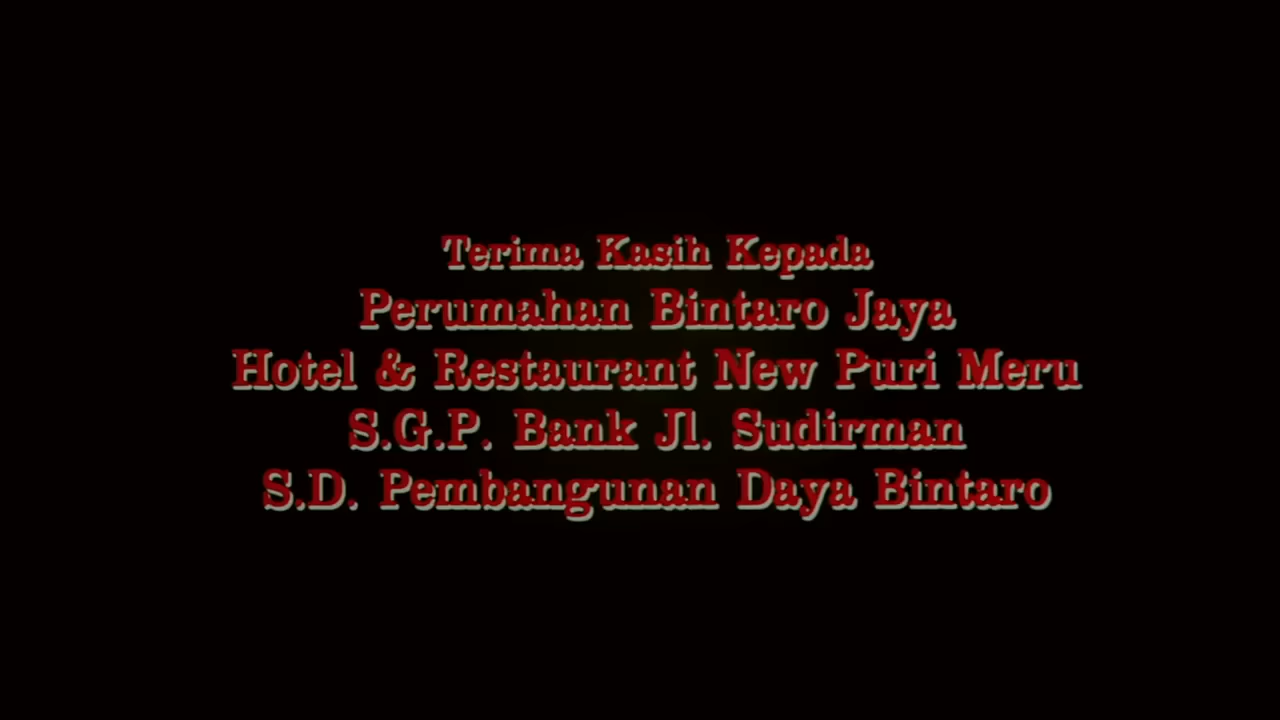 Terima Kasih Kepada
Perumahan Bintaro Jaya
Hotel & Restaurant New Puri Meru
S.G.P. Bank Jl. Sudirman
S.D. Pembangunan Daya Bintaro